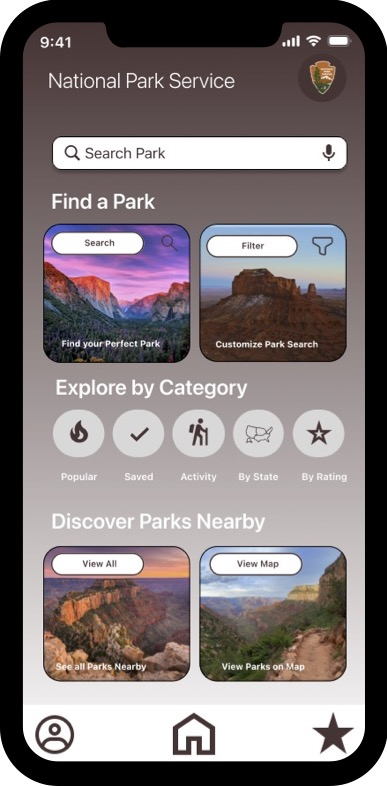 9:41
National Park Service
Search Park
Find a Park
Search
Filter
Find your Perfect Park
Customize Park Search
Explore by Category
Popular
Saved
Activity
By State
By Rating
Discover Parks Nearby
View All
View Map
See all Parks Nearby
View Parks on Map